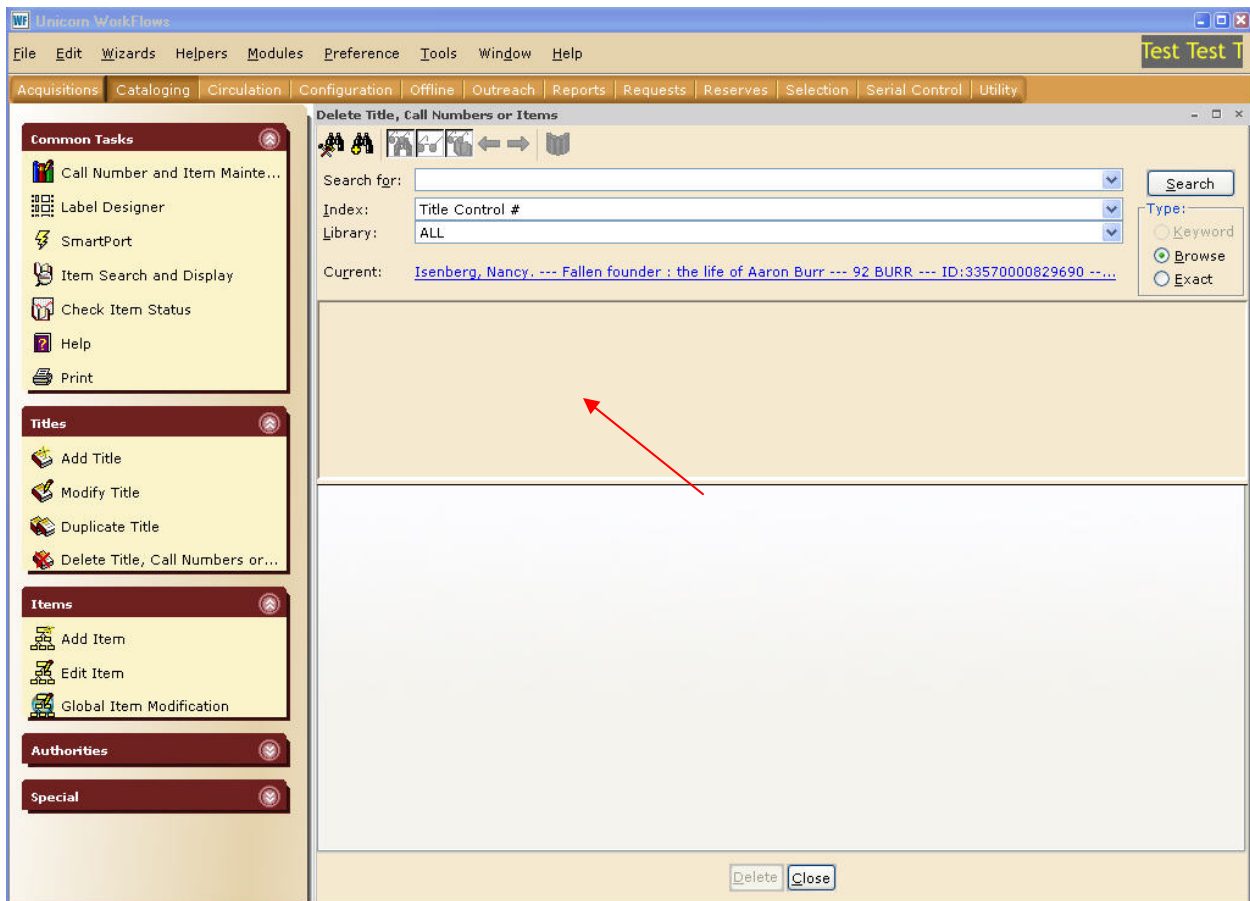 WF Unicorn WorkFlows
File Edit Wizards Helpers Modules Preference Tools Window Help
Test Test T
Acquisitions Cataloging Circulation Configuration Offline Outreach Reports Requests Reserves Selection Serial Control Utility
Common Tasks
Call Number and Item Mainte...
Label Designer
SmartPort
Item Search and Display
Check Item Status
Help
Print
Titles
Add Title
Modify Title
Duplicate Title
Delete Title, Call Numbers or...
Items
Add Item
Edit Item
Global Item Modification
Authorities
Special
Delete Title, Call Numbers or Items
Search for:
Search
Index: Title Control #
Library: ALL
Type:
Keyword
Browse
Exact
Current: Isenberg, Nancy. --- Fallen founder : the life of Aaron Burr --- 92 BURR --- ID:33570000829690 --...
Delete Close